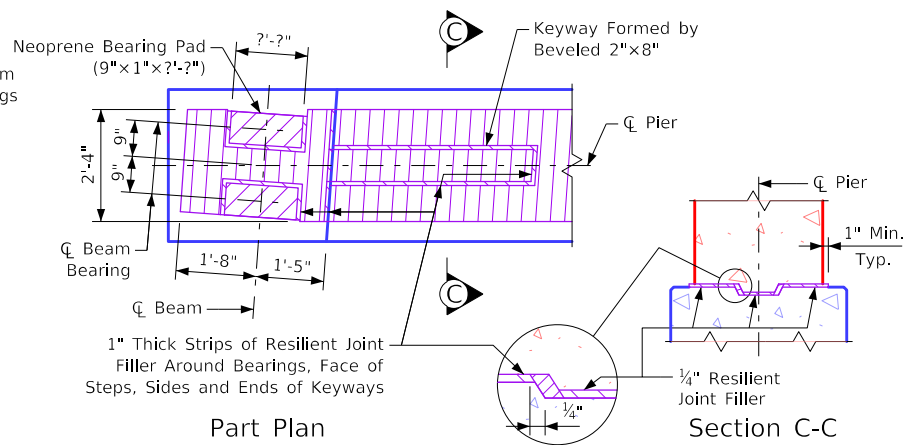 Neoprene Bearing Pad
(9"×1"×?'-?")
?'-?"
C
Keyway Formed by
Beveled 2"×8"
m
gs
2'-4"
9"
9"
℄ Pier
℄ Beam
Bearing
1'-8"
1'-5"
℄ Beam
C
℄ Pier
1" Min.
Typ.
1" Thick Strips of Resilient Joint
Filler Around Bearings, Face of
Steps, Sides and Ends of Keyways
¼"
¼" Resilient
Joint Filler
Part Plan
Section C-C